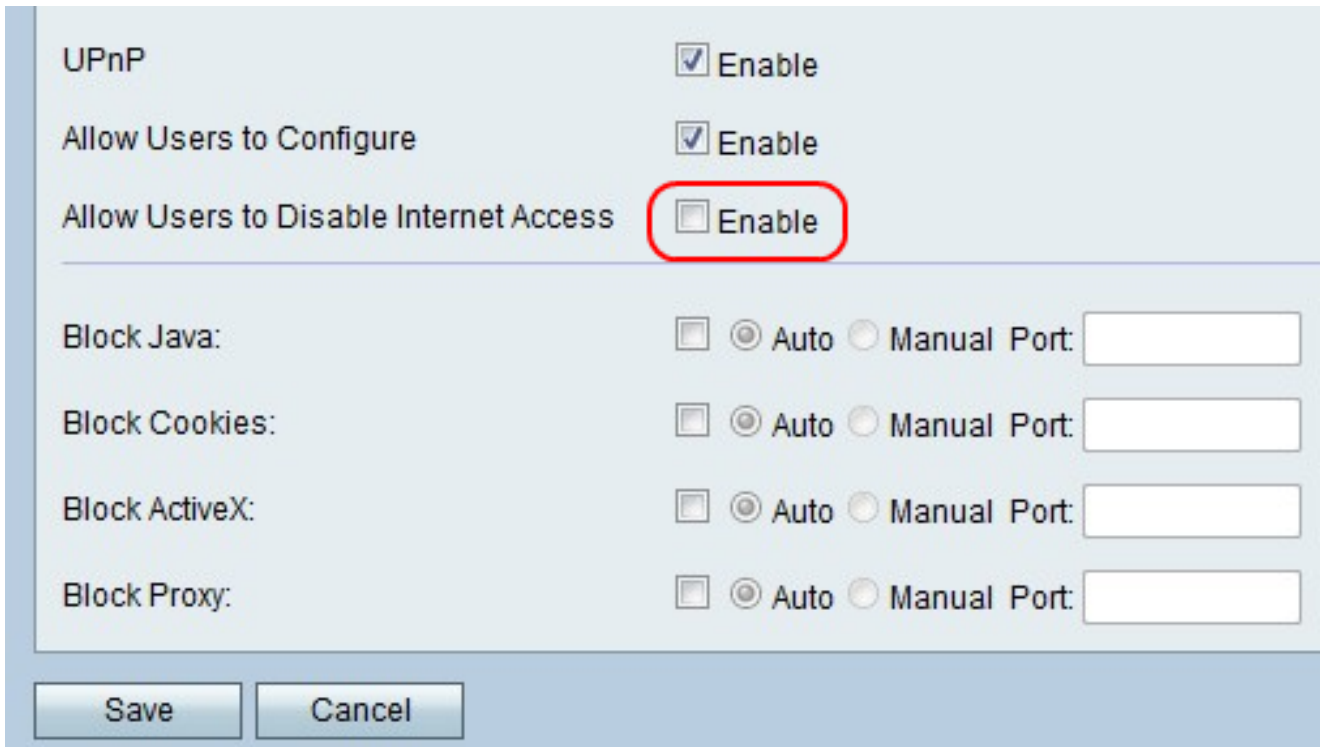 UPnP Enable
Allow Users to Configure Enable
Allow Users to Disable Internet Access Enable
Block Java: Auto Manual Port:
Block Cookies: Auto Manual Port:
Block ActiveX: Auto Manual Port:
Block Proxy: Auto Manual Port:
Save Cancel